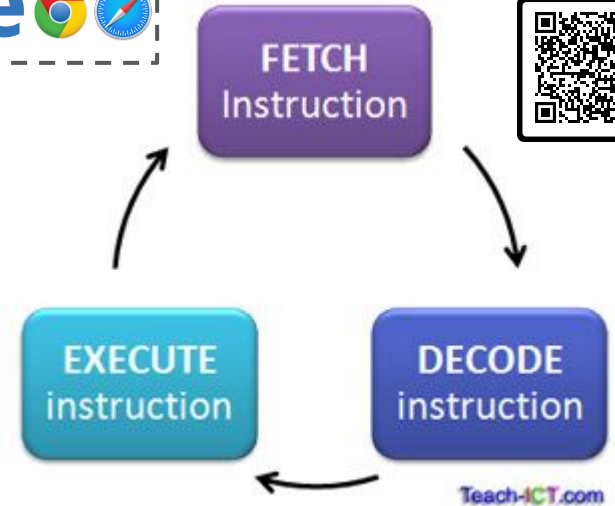 e
FETCH
Instruction
EXECUTE
instruction
DECODE
instruction
Teach-ICT.com